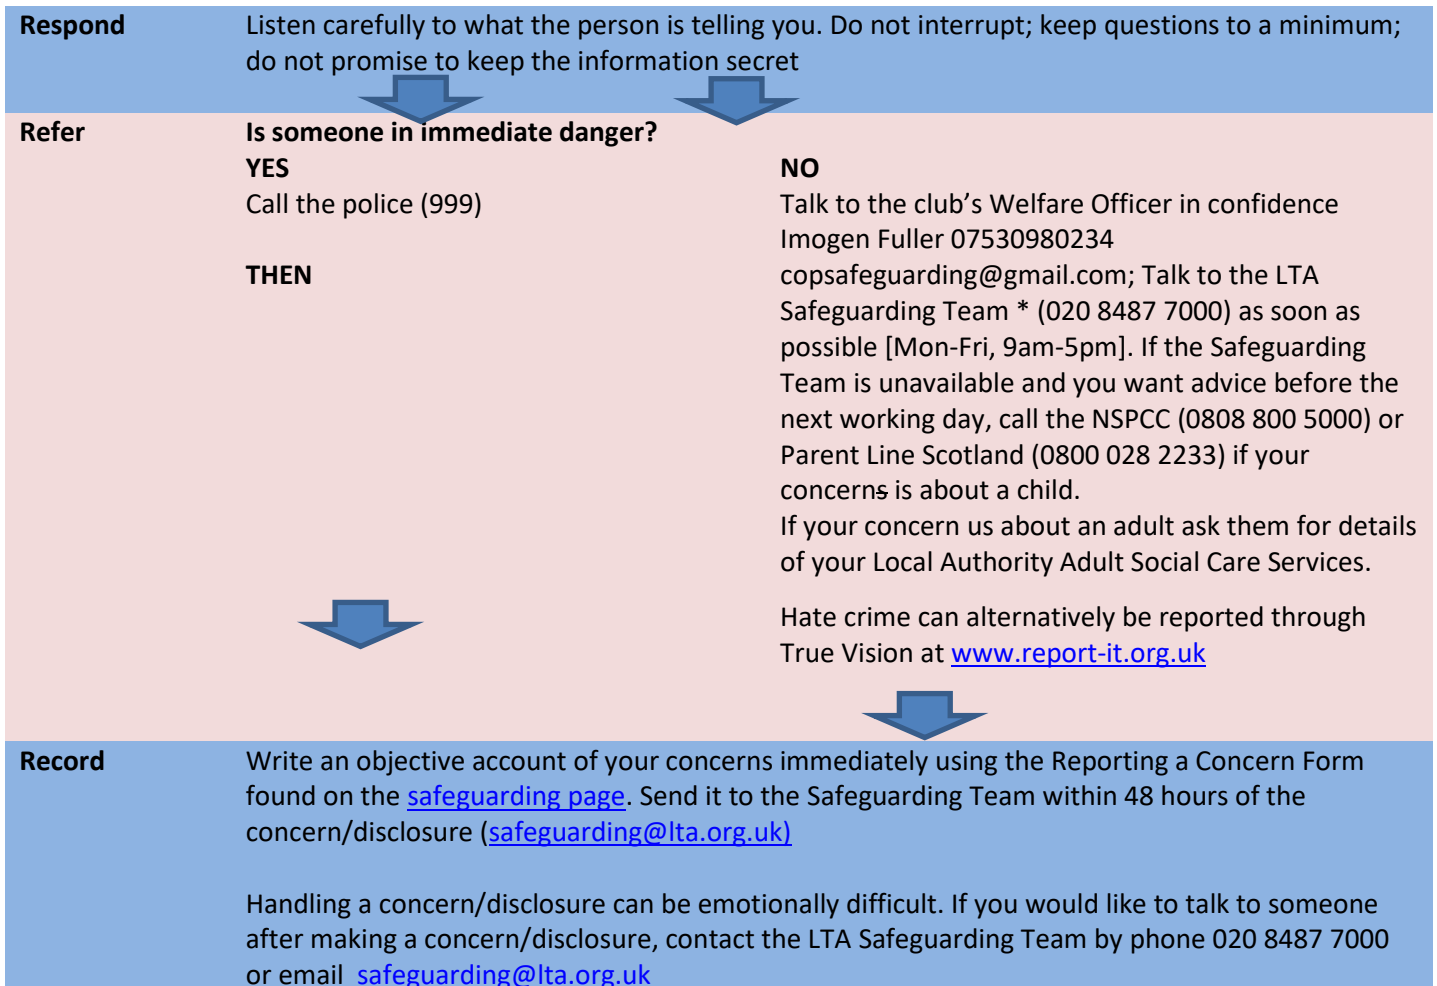 Respond
Listen carefully to what the person is telling you. Do not interrupt; keep questions to a minimum;
do not promise to keep the information secret
Refer
Is someone in immediate danger?
YES
Call the police (999)
THEN
NO
Talk to the club’s Welfare Officer in confidence
Imogen Fuller 07530980234
copsafeguarding@gmail.com; Talk to the LTA
Safeguarding Team * (020 8487 7000) as soon as
possible [Mon-Fri, 9am-5pm]. If the Safeguarding
Team is unavailable and you want advice before the
next working day, call the NSPCC (0808 800 5000) or
Parent Line Scotland (0800 028 2233) if your
concerns is about a child.
If your concern us about an adult ask them for details
of your Local Authority Adult Social Care Services.
Hate crime can alternatively be reported through
True Vision at www.report-it.org.uk
Record
Write an objective account of your concerns immediately using the Reporting a Concern Form
found on the safeguarding page. Send it to the Safeguarding Team within 48 hours of the
concern/disclosure (safeguarding@lta.org.uk)
Handling a concern/disclosure can be emotionally difficult. If you would like to talk to someone
after making a concern/disclosure, contact the LTA Safeguarding Team by phone 020 8487 7000
or email safeguarding@lta.org.uk